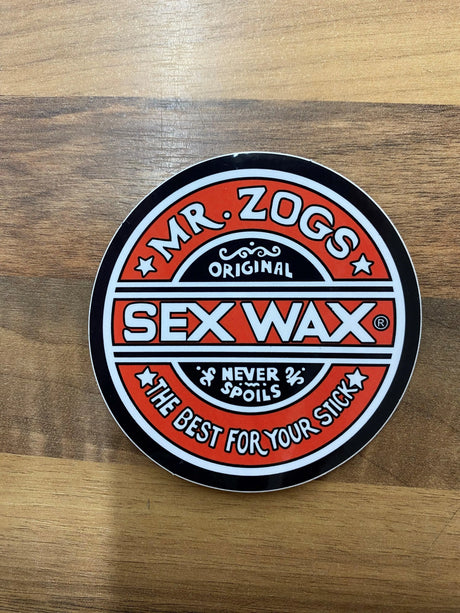 MR. ZOGS
ORIGINAL
SEX WAX®
NEVER
SPOILS
THE BEST FOR YOUR STICK